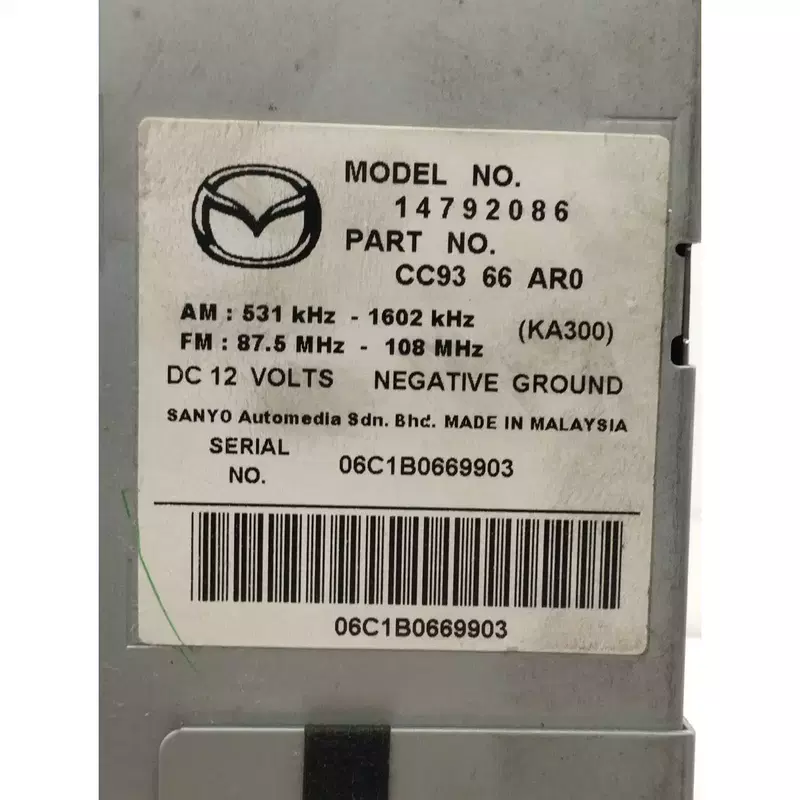 MODEL NO.
14792086
PART NO.
CC93 66 AR0
AM : 531 kHz - 1602 kHz
(KA300)
FM : 87.5 MHz - 108 MHz
DC 12 VOLTS NEGATIVE GROUND
SANYO Automedia Sdn. Bhd. MADE IN MALAYSIA
SERIAL
NO.
06C1B0669903
06C1B0669903